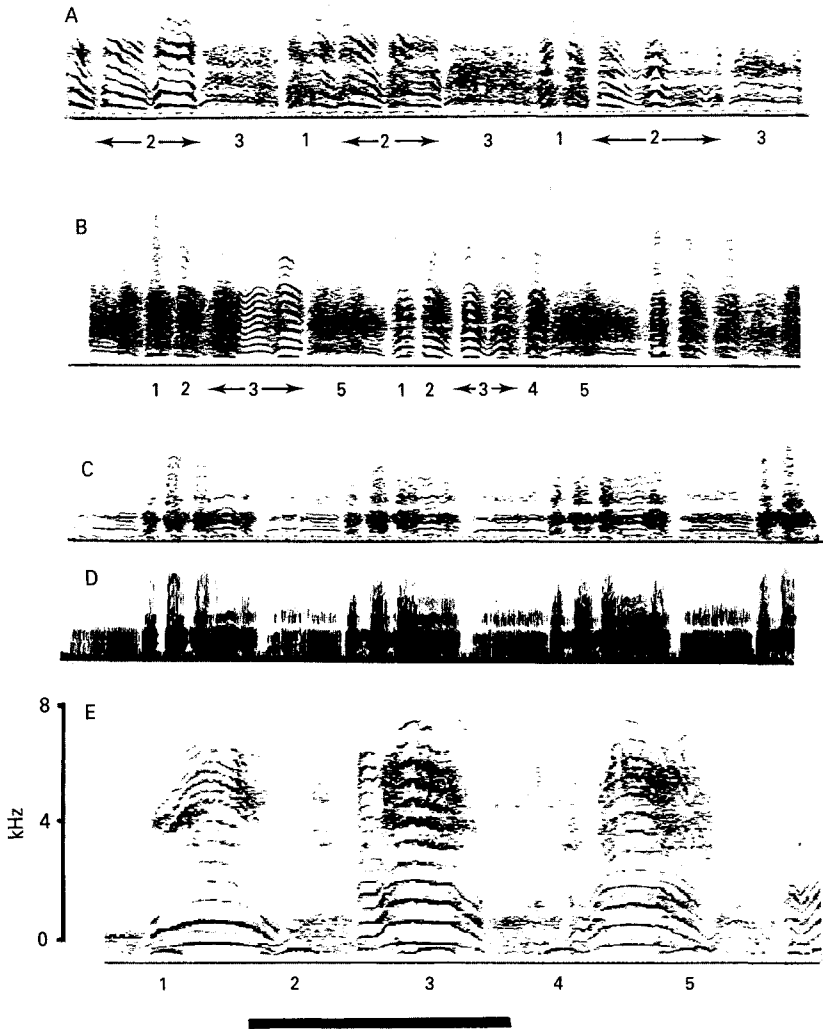 A
← 2 → 3 1 ← 2 → 3 1 ← 2 → 3
B
1 2 ← 3 → 5 1 2 ← 3 → 4 5
C
D
8 E
kHz 4
0
1 2 3 4 5